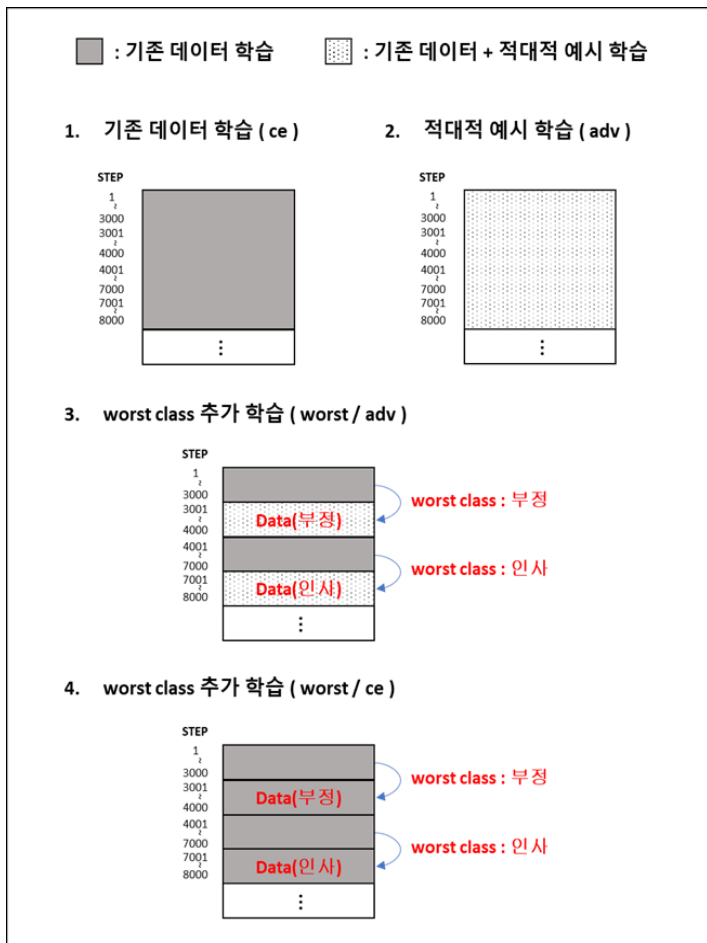 : 기존 데이터 학습
: 기존 데이터 + 적대적 예시 학습
1. 기존 데이터 학습 ( ce )
2. 적대적 예시 학습 ( adv )
STEP
1
~
3000
3001
~
4000
4001
~
7000
7001
~
8000
⋮
STEP
1
~
3000
3001
~
4000
4001
~
7000
7001
~
8000
⋮
3. worst class 추가 학습 ( worst / adv )
STEP
1
~
3000
3001
~
4000
4001
~
7000
7001
~
8000
Data(부정)
Data(인사)
⋮
worst class : 부정
worst class : 인사
4. worst class 추가 학습 ( worst / ce )
STEP
1
~
3000
3001
~
4000
4001
~
7000
7001
~
8000
Data(부정)
Data(인사)
⋮
worst class : 부정
worst class : 인사